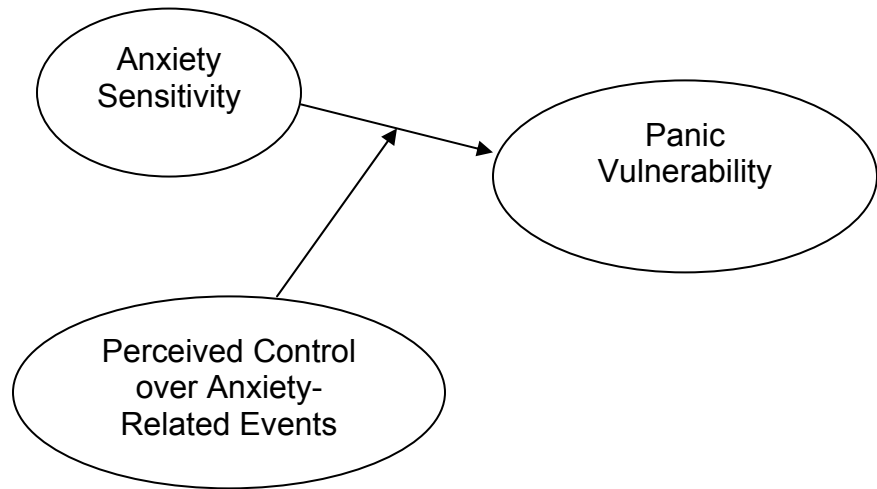 Anxiety
Sensitivity
Panic
Vulnerability
Perceived Control
over Anxiety-
Related Events